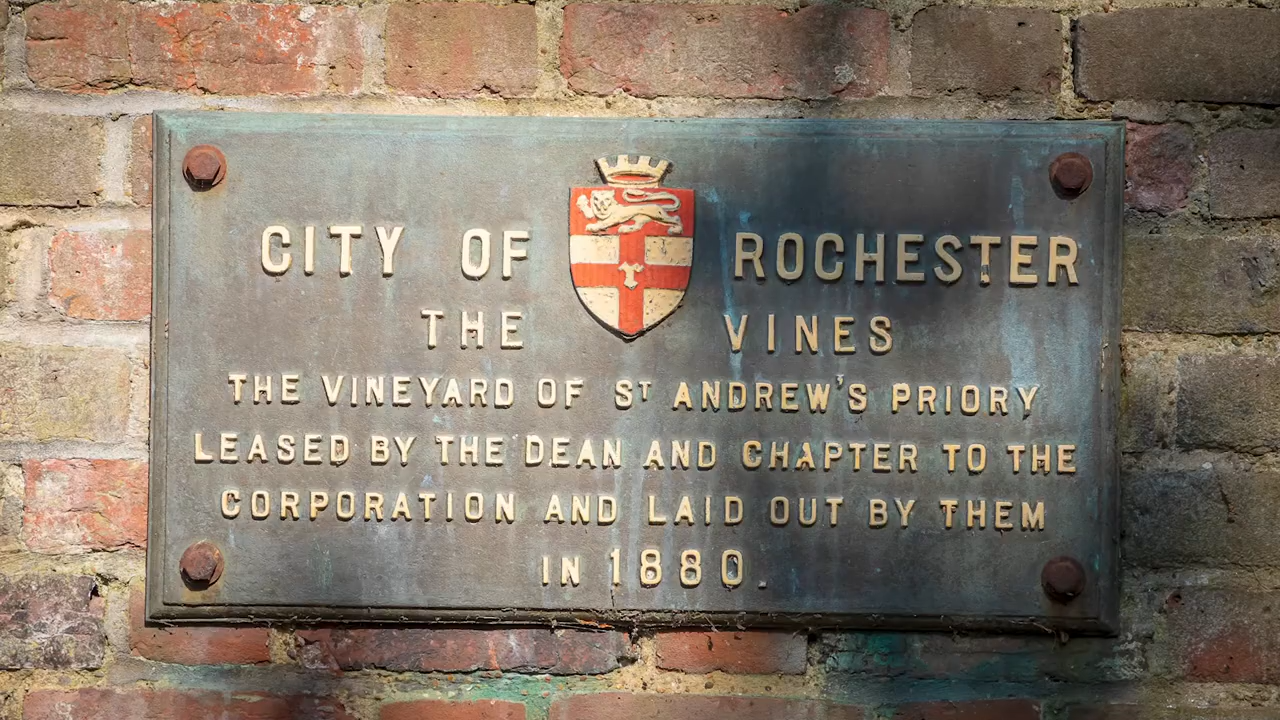 CITY OF ROCHESTER
THE VINES
THE VINEYARD OF ST ANDREW'S PRIORY
LEASED BY THE DEAN AND CHAPTER TO THE
CORPORATION AND LAID OUT BY THEM
IN 1880.